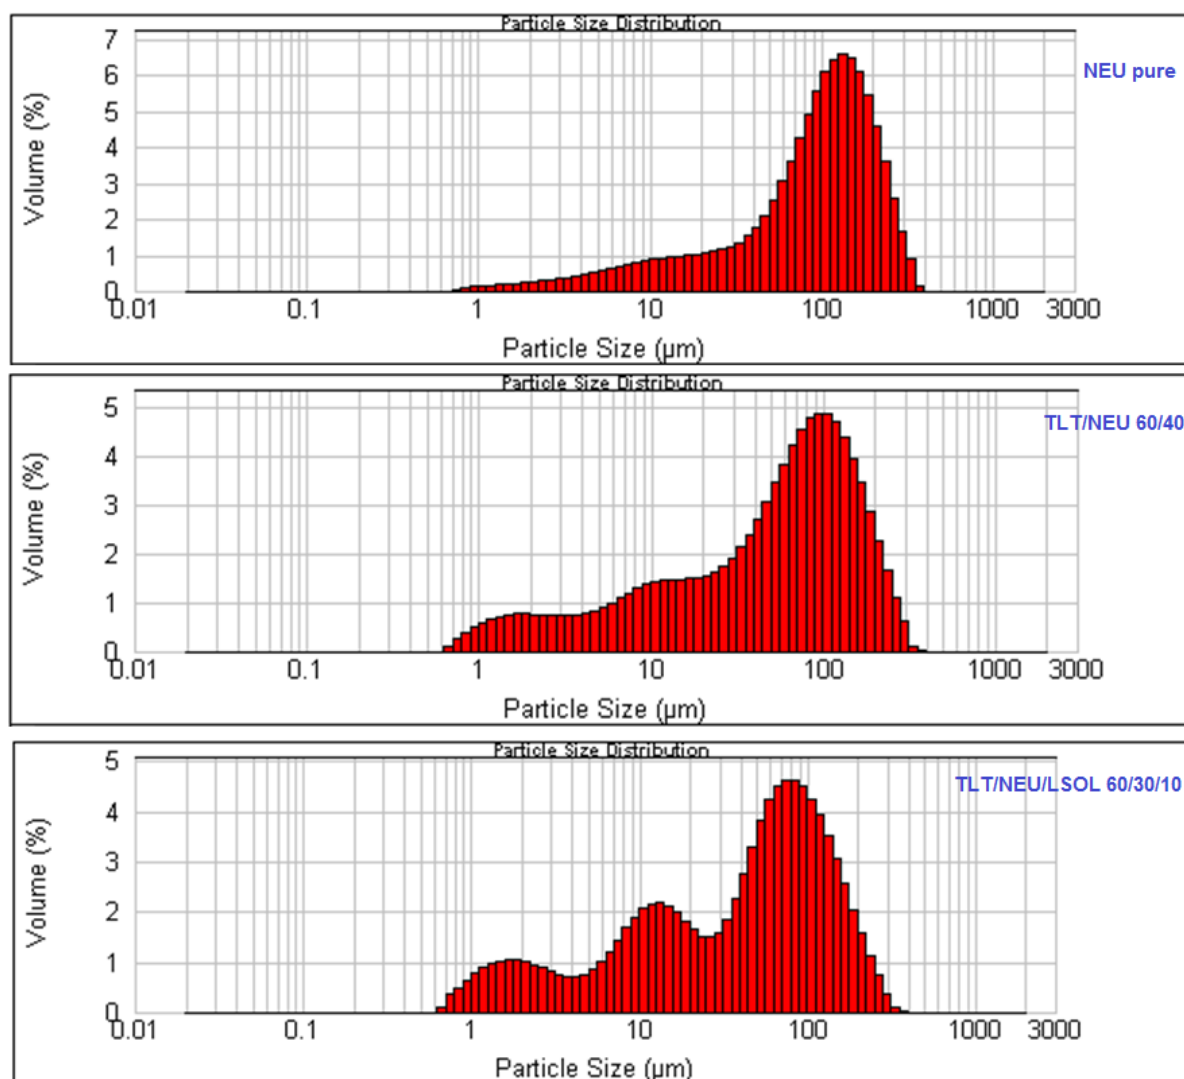 Particle Size Distribution
7
6
5
4
3
2
1
0
Volume (%)
NEU pure
0.01 0.1 1 10 100 1000 3000
Particle Size (µm)
Particle Size Distribution
5
4
3
2
1
0
Volume (%)
TLT/NEU 60/40
0.01 0.1 1 10 100 1000 3000
Particle Size (µm)
Particle Size Distribution
5
4
3
2
1
0
Volume (%)
TLT/NEU/LSOL 60/30/10
0.01 0.1 1 10 100 1000 3000
Particle Size (µm)